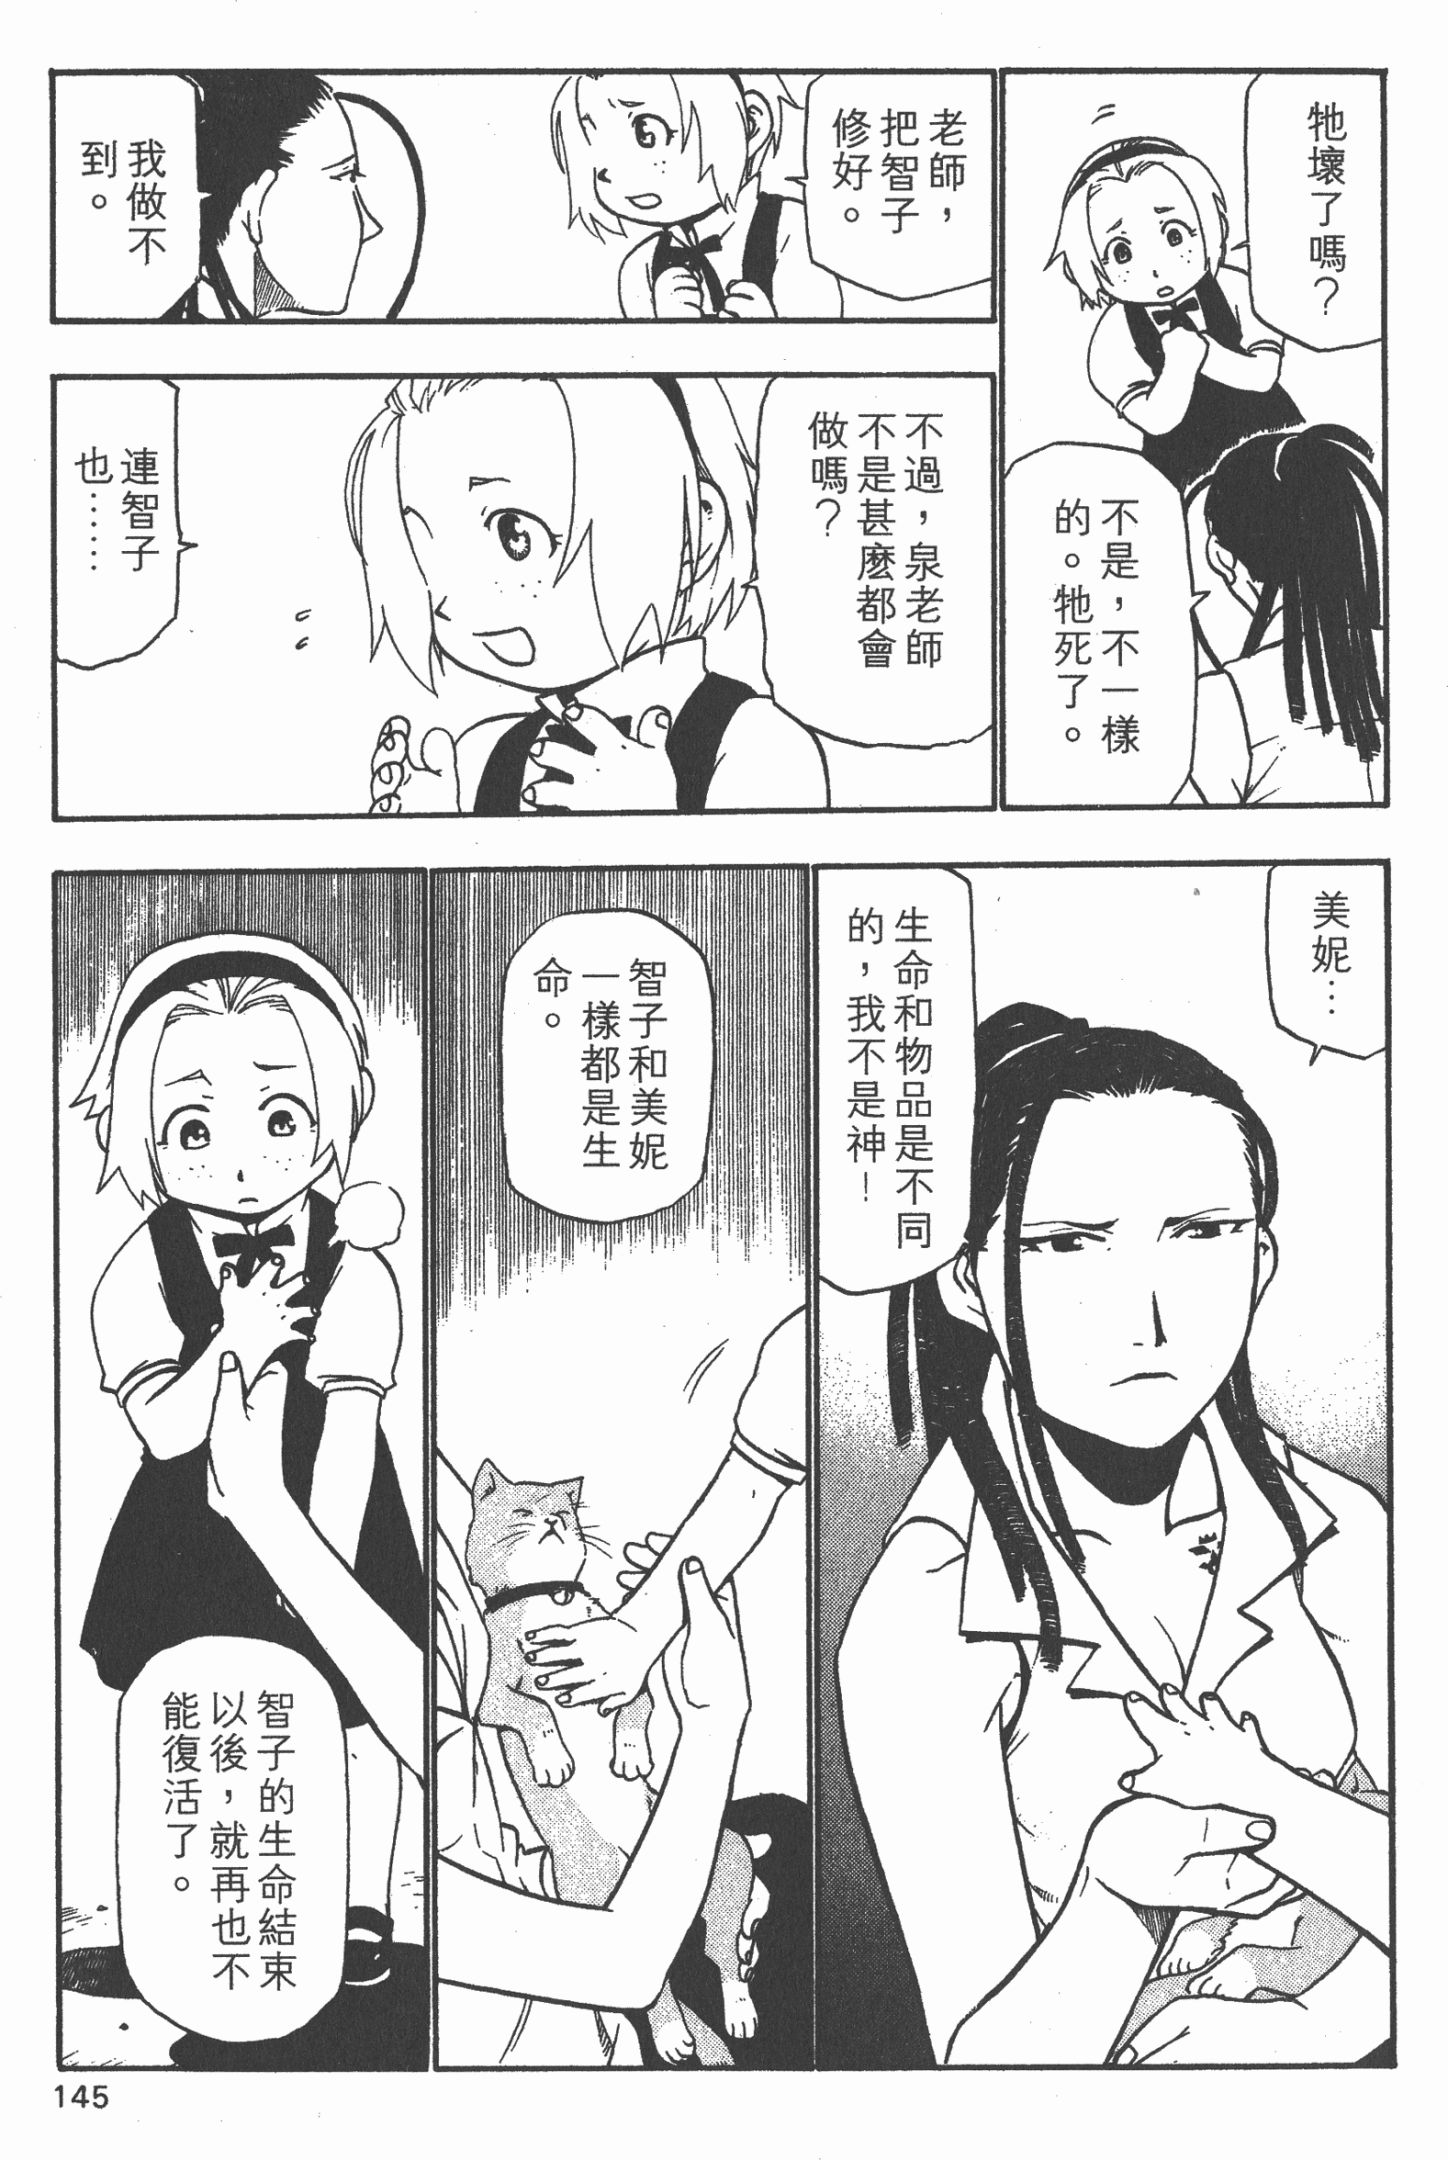 牠壞了嗎？
不是，不一樣
的。牠死了。
老師，
把智子
修好。
我做不
到。
不過，泉老師
不是甚麼都會
做嗎？
連智子
也……
美妮…
生命和物品是不同
的，我不是神！
智子和美妮
一樣都是生
命。
智子的生命結束
以後，就再也不
能復活了。
145